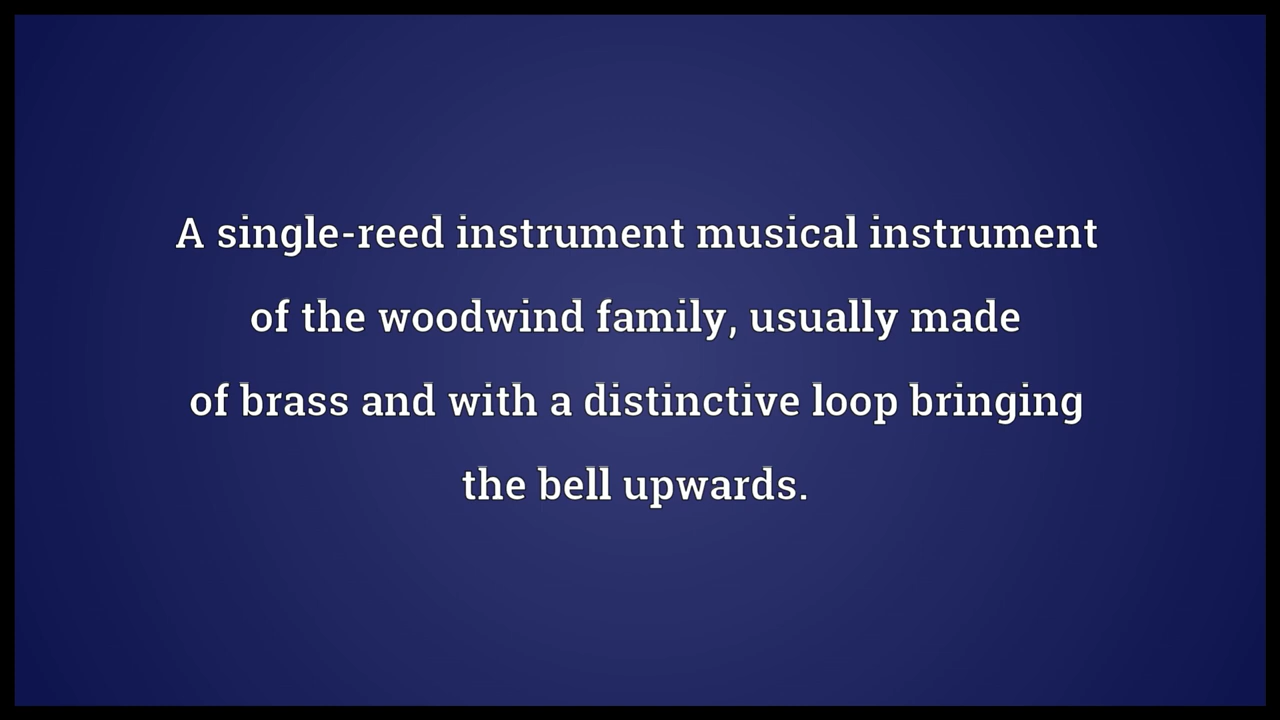 A single-reed instrument musical instrument
of the woodwind family, usually made
of brass and with a distinctive loop bringing
the bell upwards.